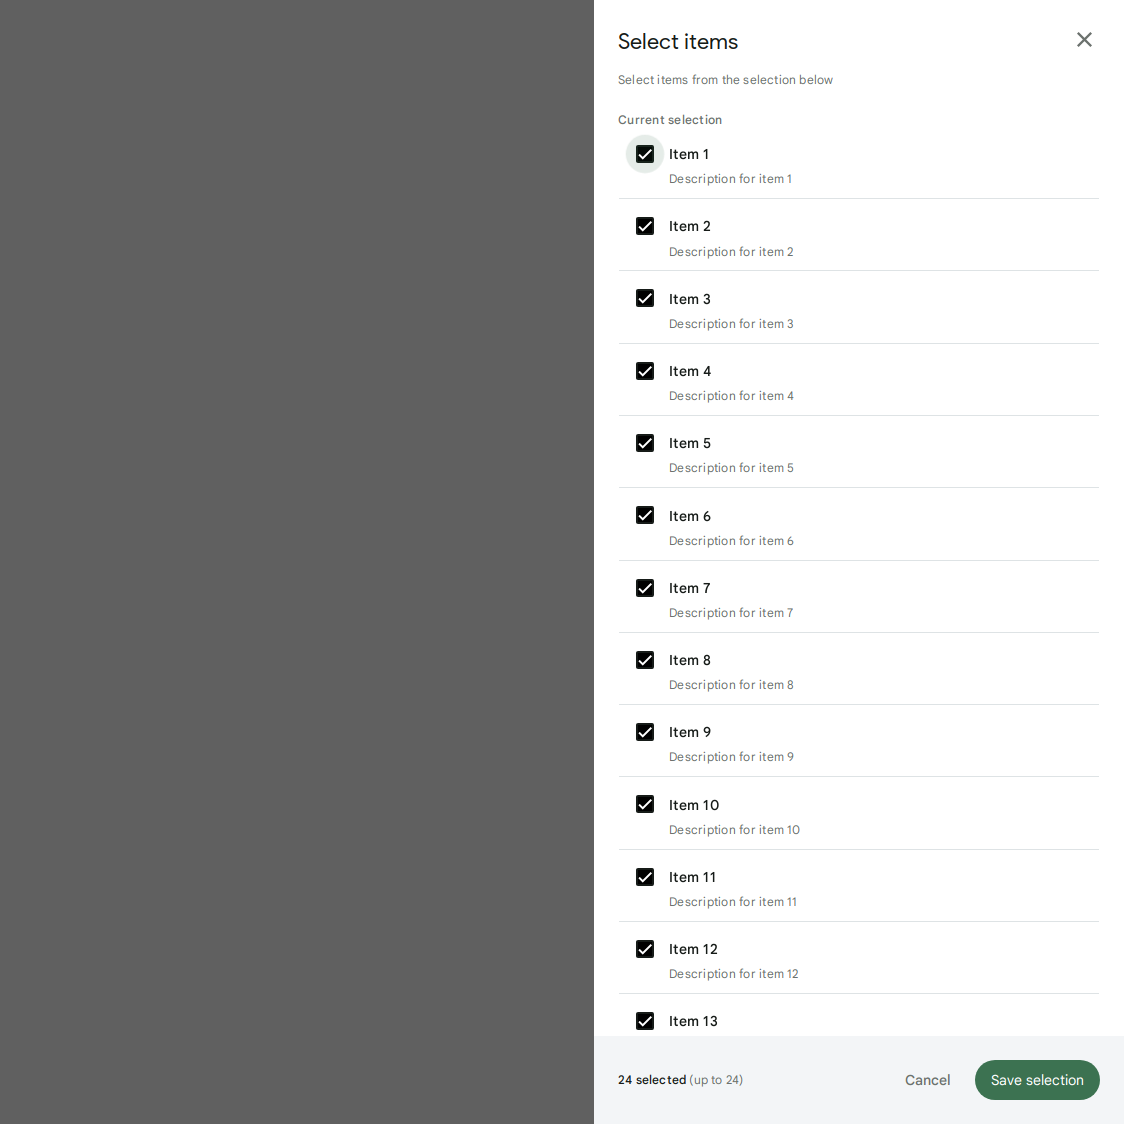 Select items
Select items from the selection below
Current selection
Item 1
Description for item 1
Item 2
Description for item 2
Item 3
Description for item 3
Item 4
Description for item 4
Item 5
Description for item 5
Item 6
Description for item 6
Item 7
Description for item 7
Item 8
Description for item 8
Item 9
Description for item 9
Item 10
Description for item 10
Item 11
Description for item 11
Item 12
Description for item 12
Item 13
24 selected (up to 24) Cancel Save selection